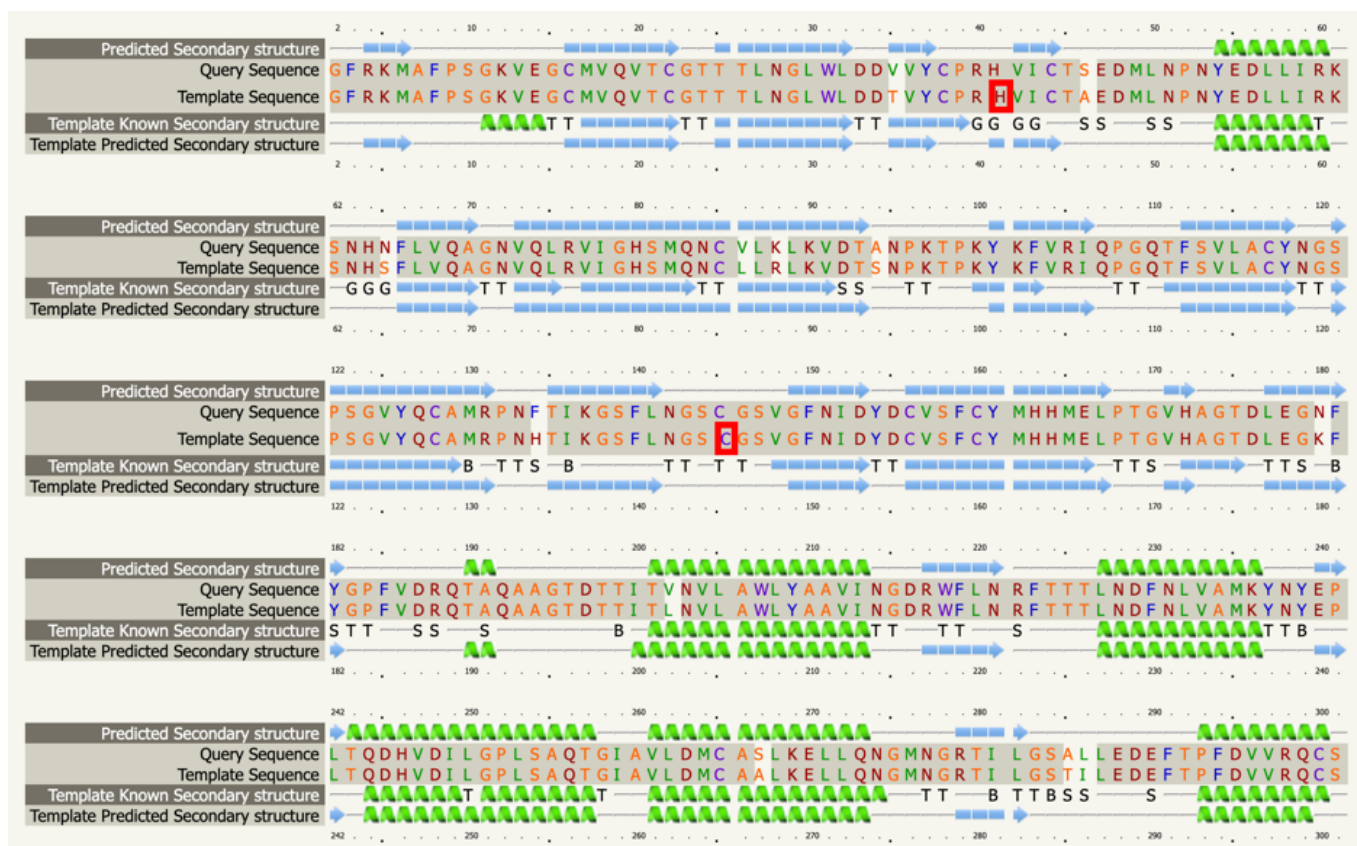 2 10 20 30 40 50 60
Predicted Secondary structure
Query Sequence GFRKMAFPSGKVEGCMVQVTCGTTTLNGLWLDDVVYCPRHVICTSEDMLNPNYEDLLIRK
Template Sequence GFRKMAFPSGKVEGCMVQVTCGTTTLNGLWLDDTVYCPRHVICTAEDMLNPNYEDLLIRK
Template Known Secondary structure TT TT TT GG GG SS SS T
Template Predicted Secondary structure
2 10 20 30 40 50 60
62 70 80 90 100 110 120
Predicted Secondary structure
Query Sequence SNHNFLVQAGNVQLRVIGHSMQNCVLKLKVDTANPKTPKYKFVRIQPGQTFSVLACYNGS
Template Sequence SNHSFLVQAGNVQLRVIGHSMQNCLLRLKVDTSNPKTPKYKFVRIQPGQTFSVLACYNGS
Template Known Secondary structure GGG TT TT SS TT TT TT
Template Predicted Secondary structure
62 70 80 90 100 110 120
122 130 140 150 160 170 180
Predicted Secondary structure
Query Sequence PSGVYQCAMRPNFTIKGSFLNGSCGSVGFNIDYDCVSFCYMHHMELPTGVHAGTDLEGNF
Template Sequence PSGVYQCAMRPNHTIKGSFLNGSCGSVGFNIDYDCVSFCYMHHMELPTGVHAGTDLEGKF
Template Known Secondary structure B TTS B TT T T TT TTS TTS B
Template Predicted Secondary structure
122 130 140 150 160 170 180
182 190 200 210 220 230 240
Predicted Secondary structure
Query Sequence YGPFVDRQTAQAAGTDTTITVNVLAWLYAAVINGDRWFLNRFTTTLNDFNLVAMKYNYEP
Template Sequence YGPFVDRQTAQAAGTDTTITLNVLAWLYAAVINGDRWFLNRFTTTLNDFNLVAMKYNYEP
Template Known Secondary structure STT SS S B TT TT S TTB
Template Predicted Secondary structure
182 190 200 210 220 230 240
242 250 260 270 280 290 300
Predicted Secondary structure
Query Sequence LTQDHVDILGPLSAQTGIAVLDMCASLKELLQNGMNGRTILGSALLEDEFTPFDVVRQCS
Template Sequence LTQDHVDILGPLSAQTGIAVLDMCAALKELLQNGMNGRTILGSTILEDEFTPFDVVRQCS
Template Known Secondary structure T T TT B TTBSS S
Template Predicted Secondary structure
242 250 260 270 280 290 300